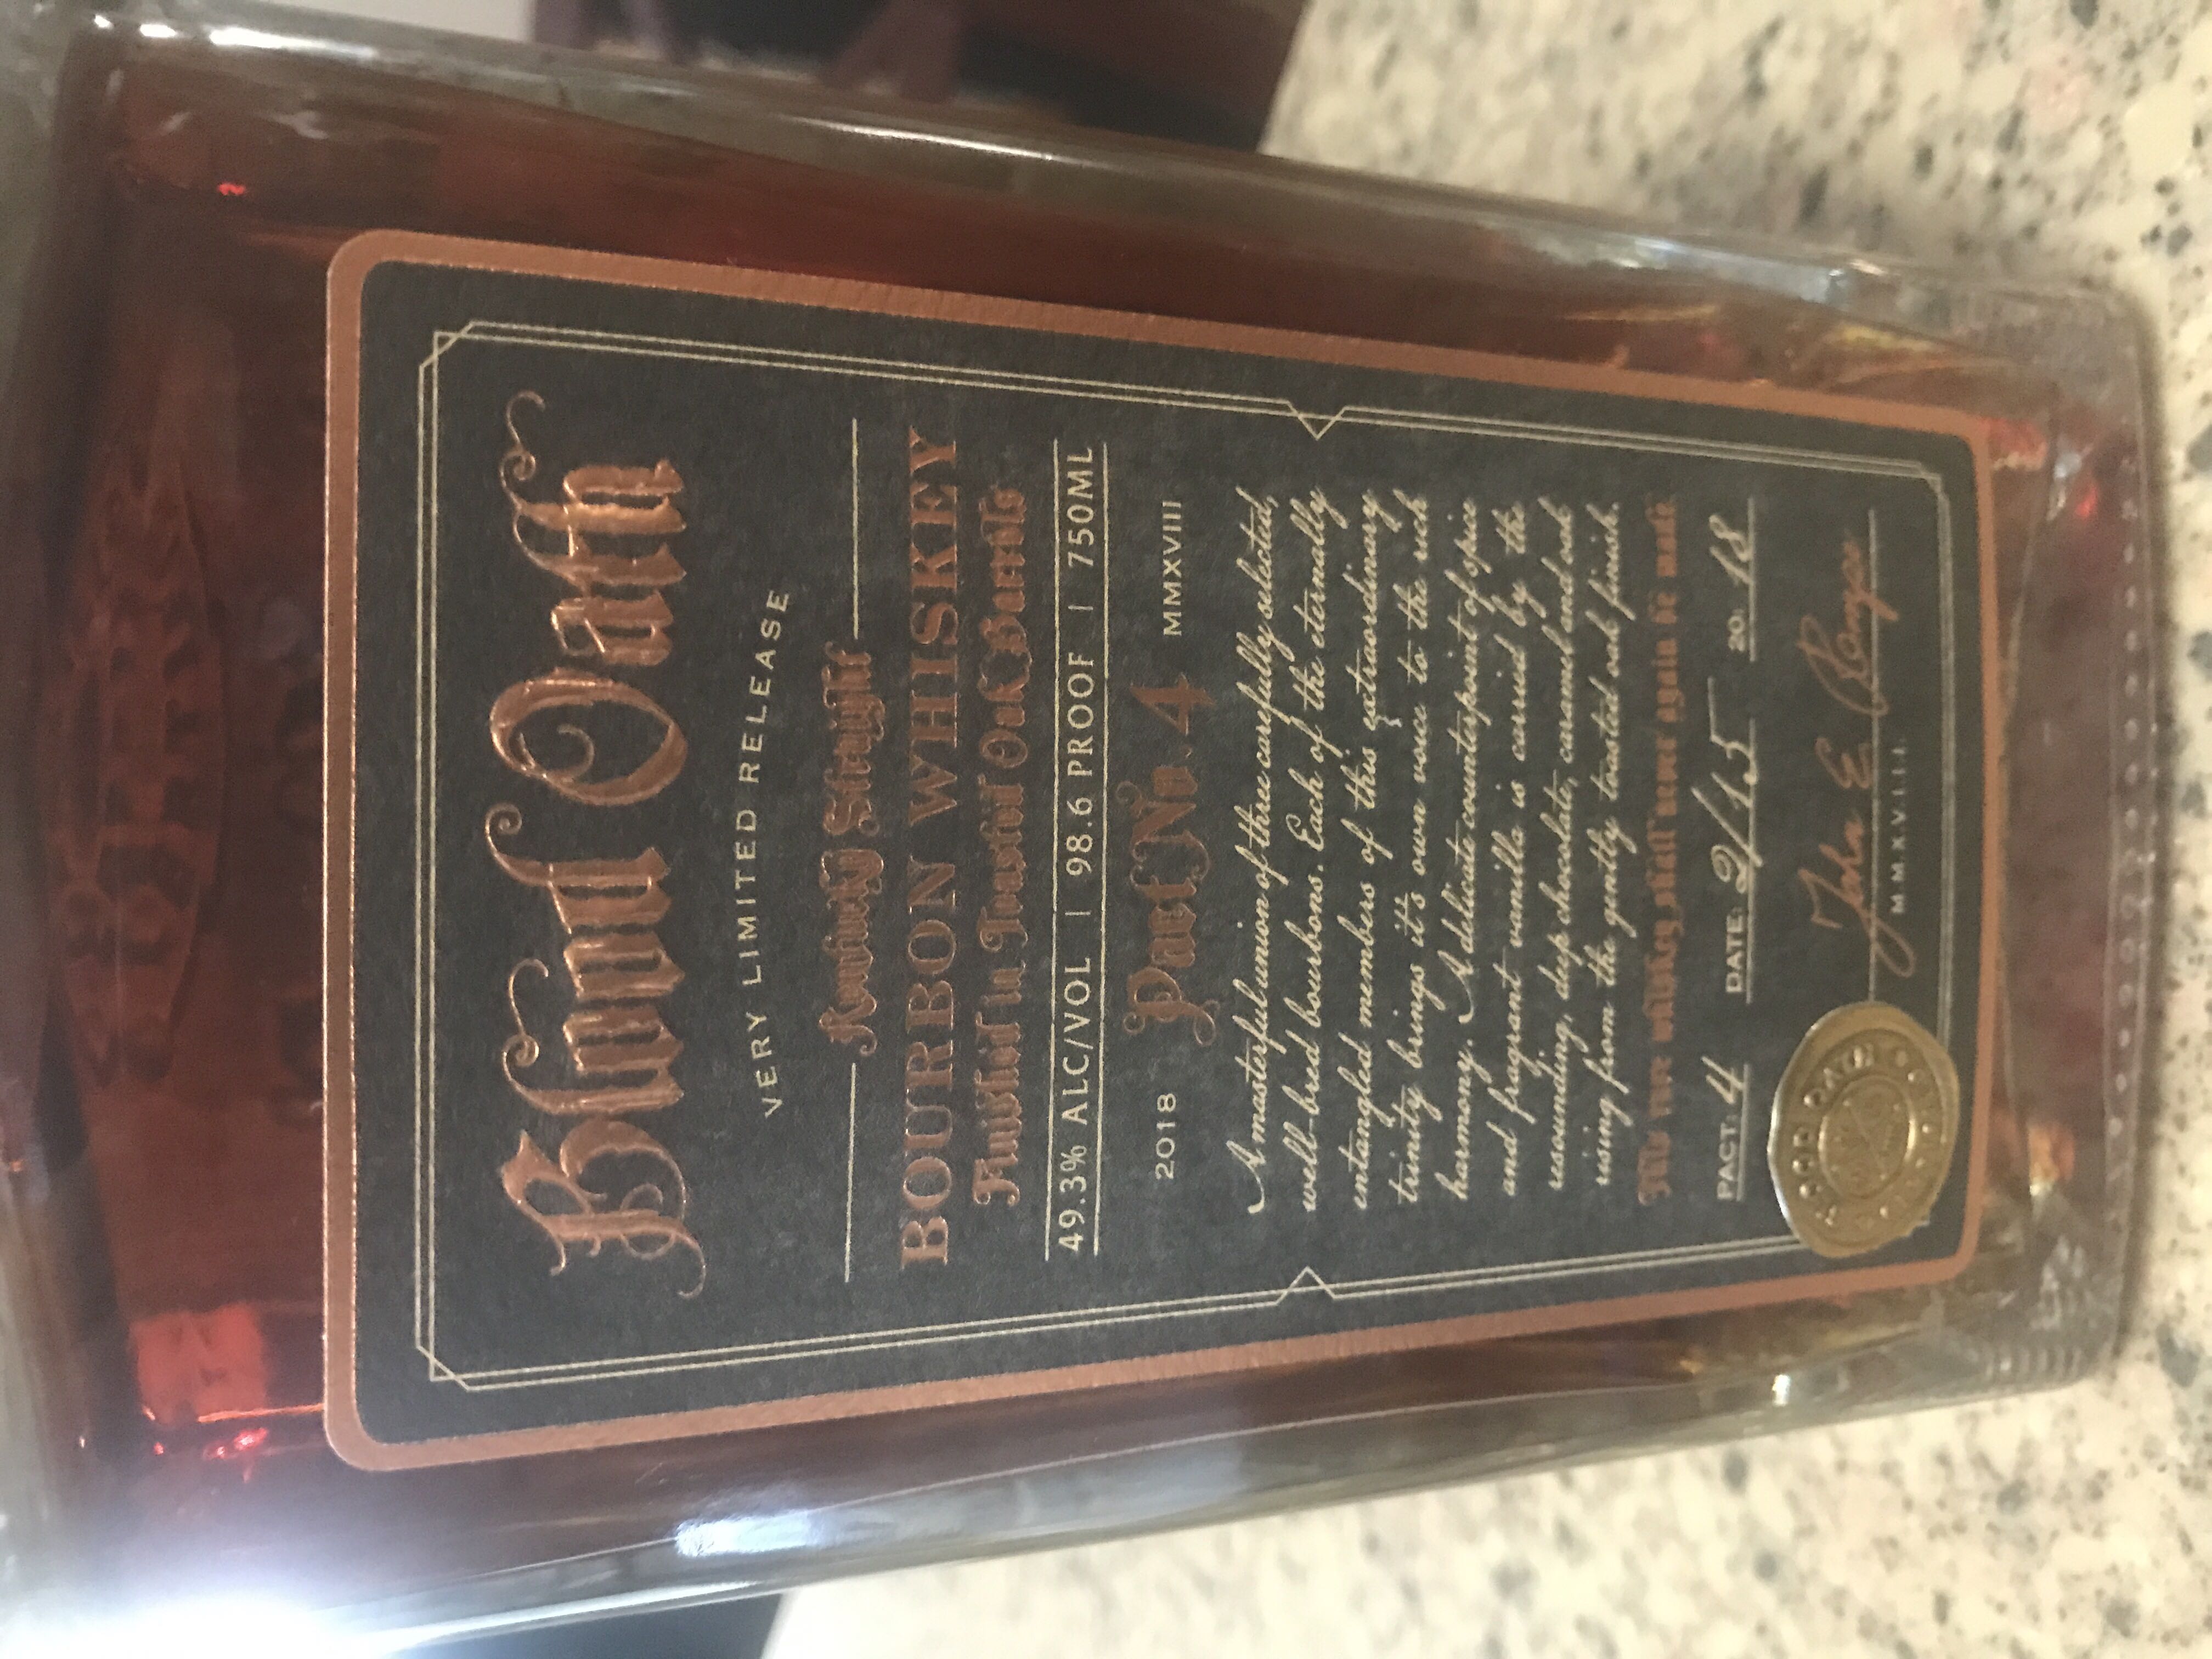 Blood Oath
VERY LIMITED RELEASE
Kentucky Straight
BOURBON WHISKEY
Finished in Toasted Oak Barrels
49.3% ALC/VOL | 98.6 PROOF | 750ML
2018 Pact No. 4 MMXVIII
A masterful union of three carefully selected,
well-bred bourbons. Each of the eternally
entangled members of this extraordinary
trinity brings it's own voice to the rich
harmony. A delicate counterpoint of spice
and fragrant vanilla is carried by the
resounding, deep chocolate, caramel and oak
rising from the gently toasted oak finish.
This rare whiskey shall never again be made.
PACT: 4 DATE: 2/15 20: 18
John E. Rempe
M.M.X.V.I.I.I.
BLOOD OATH